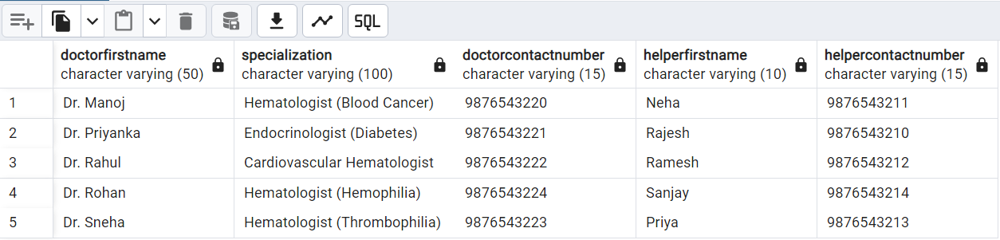 SQL
doctorfirstname specialization doctorcontactnumber helperfirstname helpercontactnumber
character varying (50) character varying (100) character varying (15) character varying (10) character varying (15)
1 Dr. Manoj Hematologist (Blood Cancer) 9876543220 Neha 9876543211
2 Dr. Priyanka Endocrinologist (Diabetes) 9876543221 Rajesh 9876543210
3 Dr. Rahul Cardiovascular Hematologist 9876543222 Ramesh 9876543212
4 Dr. Rohan Hematologist (Hemophilia) 9876543224 Sanjay 9876543214
5 Dr. Sneha Hematologist (Thrombophilia) 9876543223 Priya 9876543213